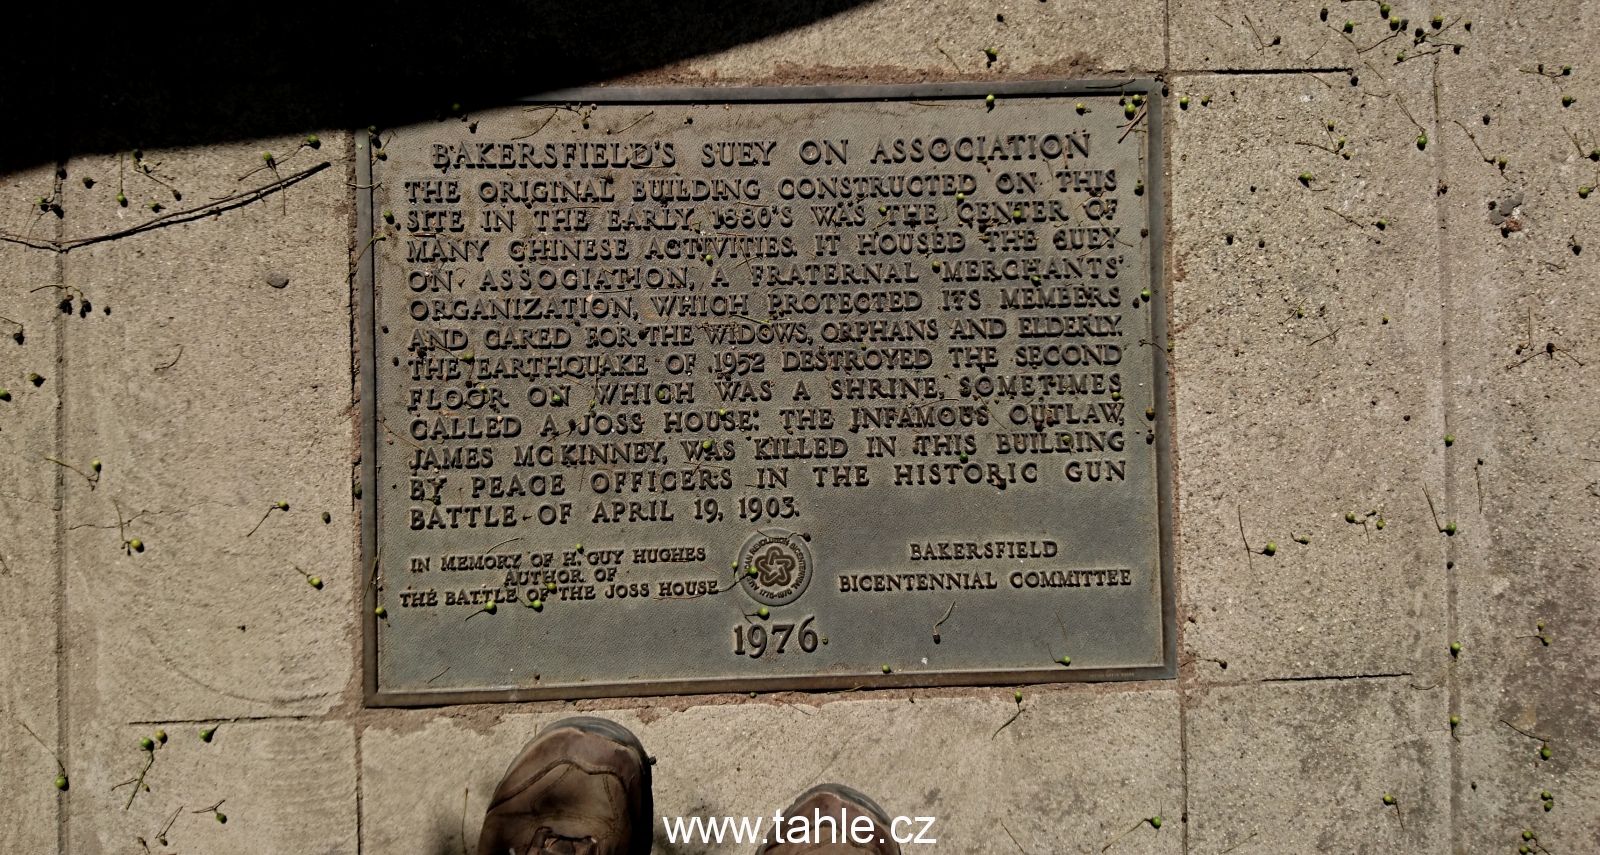 BAKERSFIELD'S SUEY ON ASSOCIATION
THE ORIGINAL BUILDING CONSTRUCTED ON THIS
SITE IN THE EARLY 1880'S WAS THE CENTER OF
MANY CHINESE ACTIVITIES. IT HOUSED THE SUEY
ON ASSOCIATION, A FRATERNAL MERCHANTS'
ORGANIZATION, WHICH PROTECTED ITS MEMBERS
AND CARED FOR THE WIDOWS, ORPHANS AND ELDERLY.
THE EARTHQUAKE OF 1952 DESTROYED THE SECOND
FLOOR ON WHICH WAS A SHRINE, SOMETIMES
CALLED A "JOSS HOUSE." THE INFAMOUS OUTLAW,
JAMES MCKINNEY, WAS KILLED IN THIS BUILDING
BY PEACE OFFICERS IN THE HISTORIC GUN
BATTLE OF APRIL 19, 1903.
IN MEMORY OF H. GUY HUGHES
AUTHOR OF
THE BATTLE OF THE JOSS HOUSE
AMERICAN REVOLUTION BICENTENNIAL
1776-1976
BAKERSFIELD
BICENTENNIAL COMMITTEE
1976
www.tahle.cz